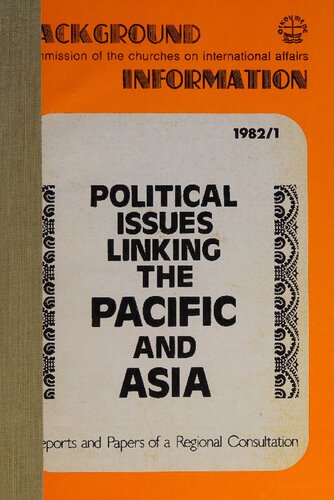 ACKGROUND
mmission of the churches on international affairs
INFORMATION
oikoumene
1982/1
POLITICAL
ISSUES
LINKING
THE
PACIFIC
AND
ASIA
eports and Papers of a Regional Consultation